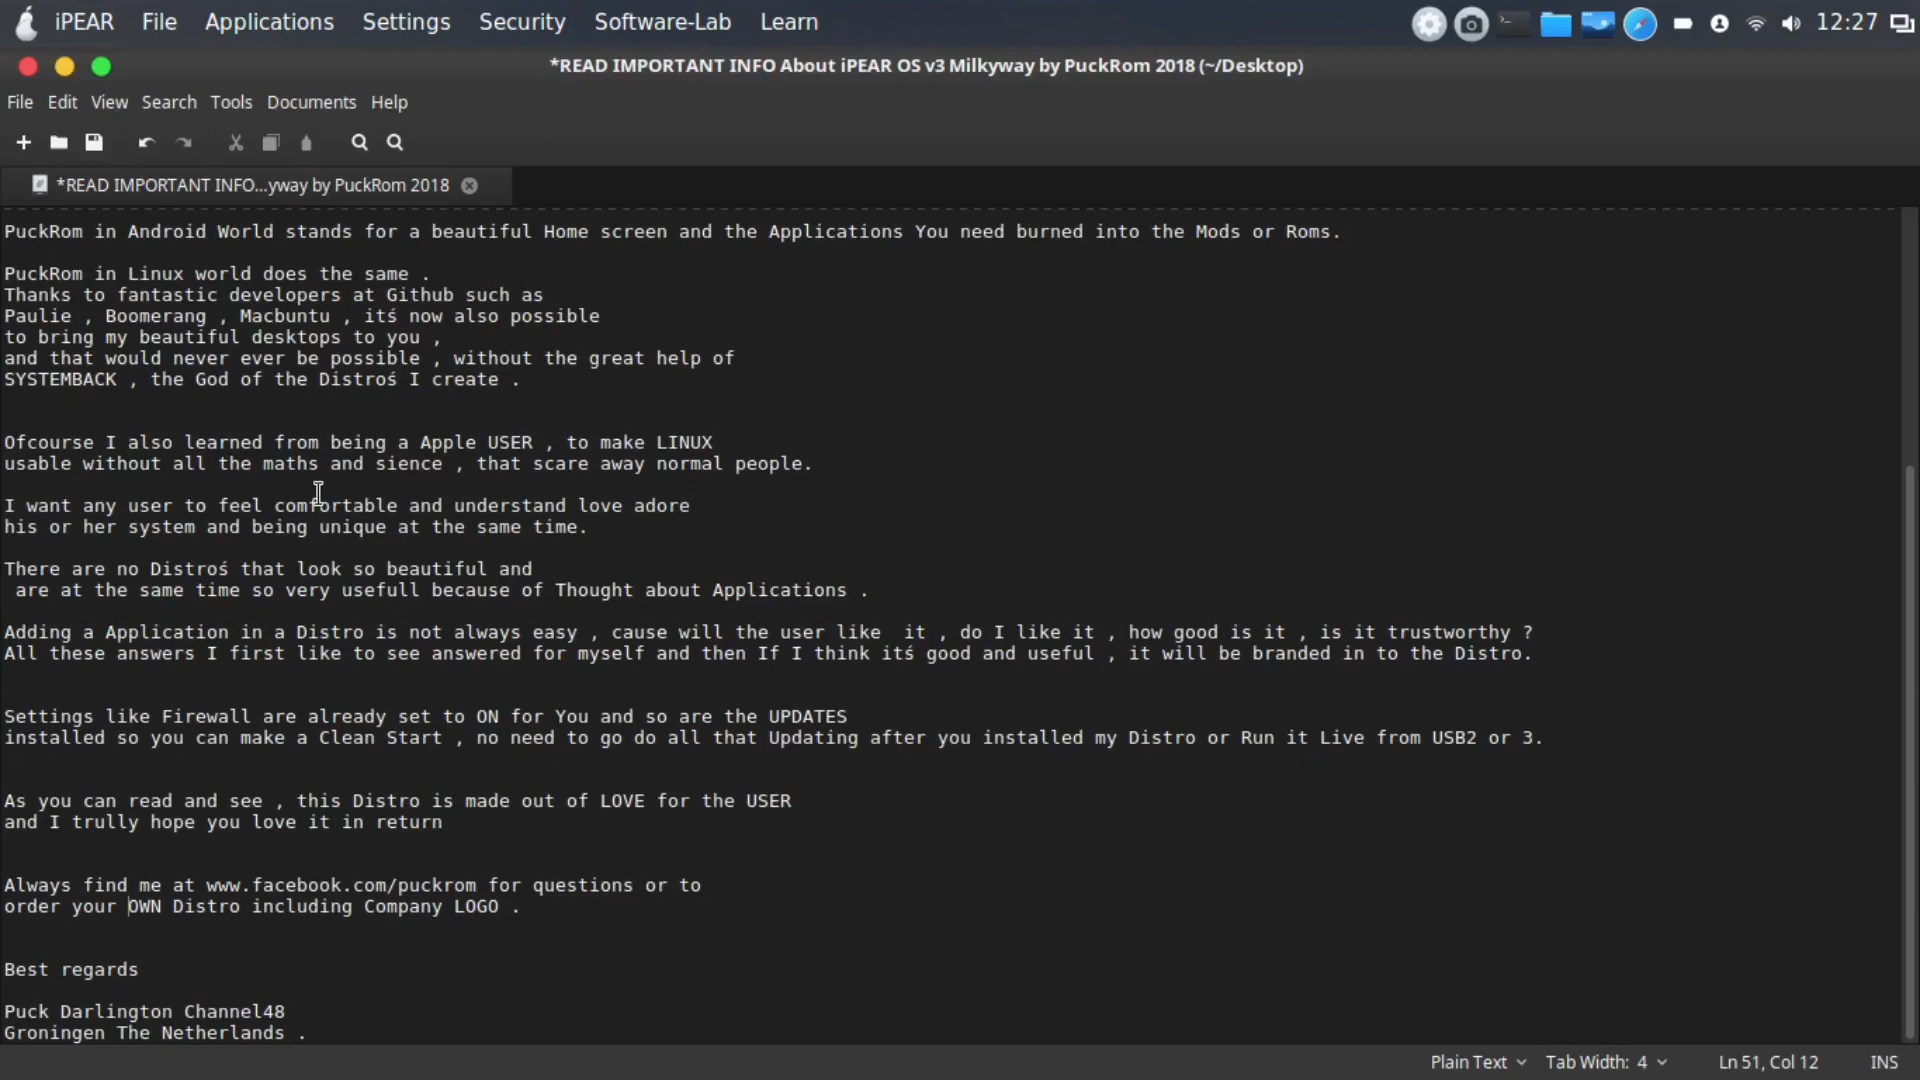 iPEAR File Applications Settings Security Software-Lab Learn 12:27
*READ IMPORTANT INFO About iPEAR OS v3 Milkyway by PuckRom 2018 (~/Desktop)
File Edit View Search Tools Documents Help
*READ IMPORTANT INFO...yway by PuckRom 2018
PuckRom in Android World stands for a beautiful Home screen and the Applications You need burned into the Mods or Roms.
PuckRom in Linux world does the same .
Thanks to fantastic developers at Github such as
Paulie , Boomerang , Macbuntu , itś now also possible
to bring my beautiful desktops to you ,
and that would never ever be possible , without the great help of
SYSTEMBACK , the God of the Distroś I create .
Ofcourse I also learned from being a Apple USER , to make LINUX
usable without all the maths and sience , that scare away normal people.
I want any user to feel comfortable and understand love adore
his or her system and being unique at the same time.
There are no Distroś that look so beautiful and
are at the same time so very usefull because of Thought about Applications .
Adding a Application in a Distro is not always easy , cause will the user like  it , do I like it , how good is it , is it trustworthy ?
All these answers I first like to see answered for myself and then If I think itś good and useful , it will be branded in to the Distro.
Settings like Firewall are already set to ON for You and so are the UPDATES
installed so you can make a Clean Start , no need to go do all that Updating after you installed my Distro or Run it Live from USB2 or 3.
As you can read and see , this Distro is made out of LOVE for the USER
and I trully hope you love it in return
Always find me at www.facebook.com/puckrom for questions or to
order your OWN Distro including Company LOGO .
Best regards
Puck Darlington Channel48
Groningen The Netherlands .
Plain Text Tab Width: 4 Ln 51, Col 12 INS